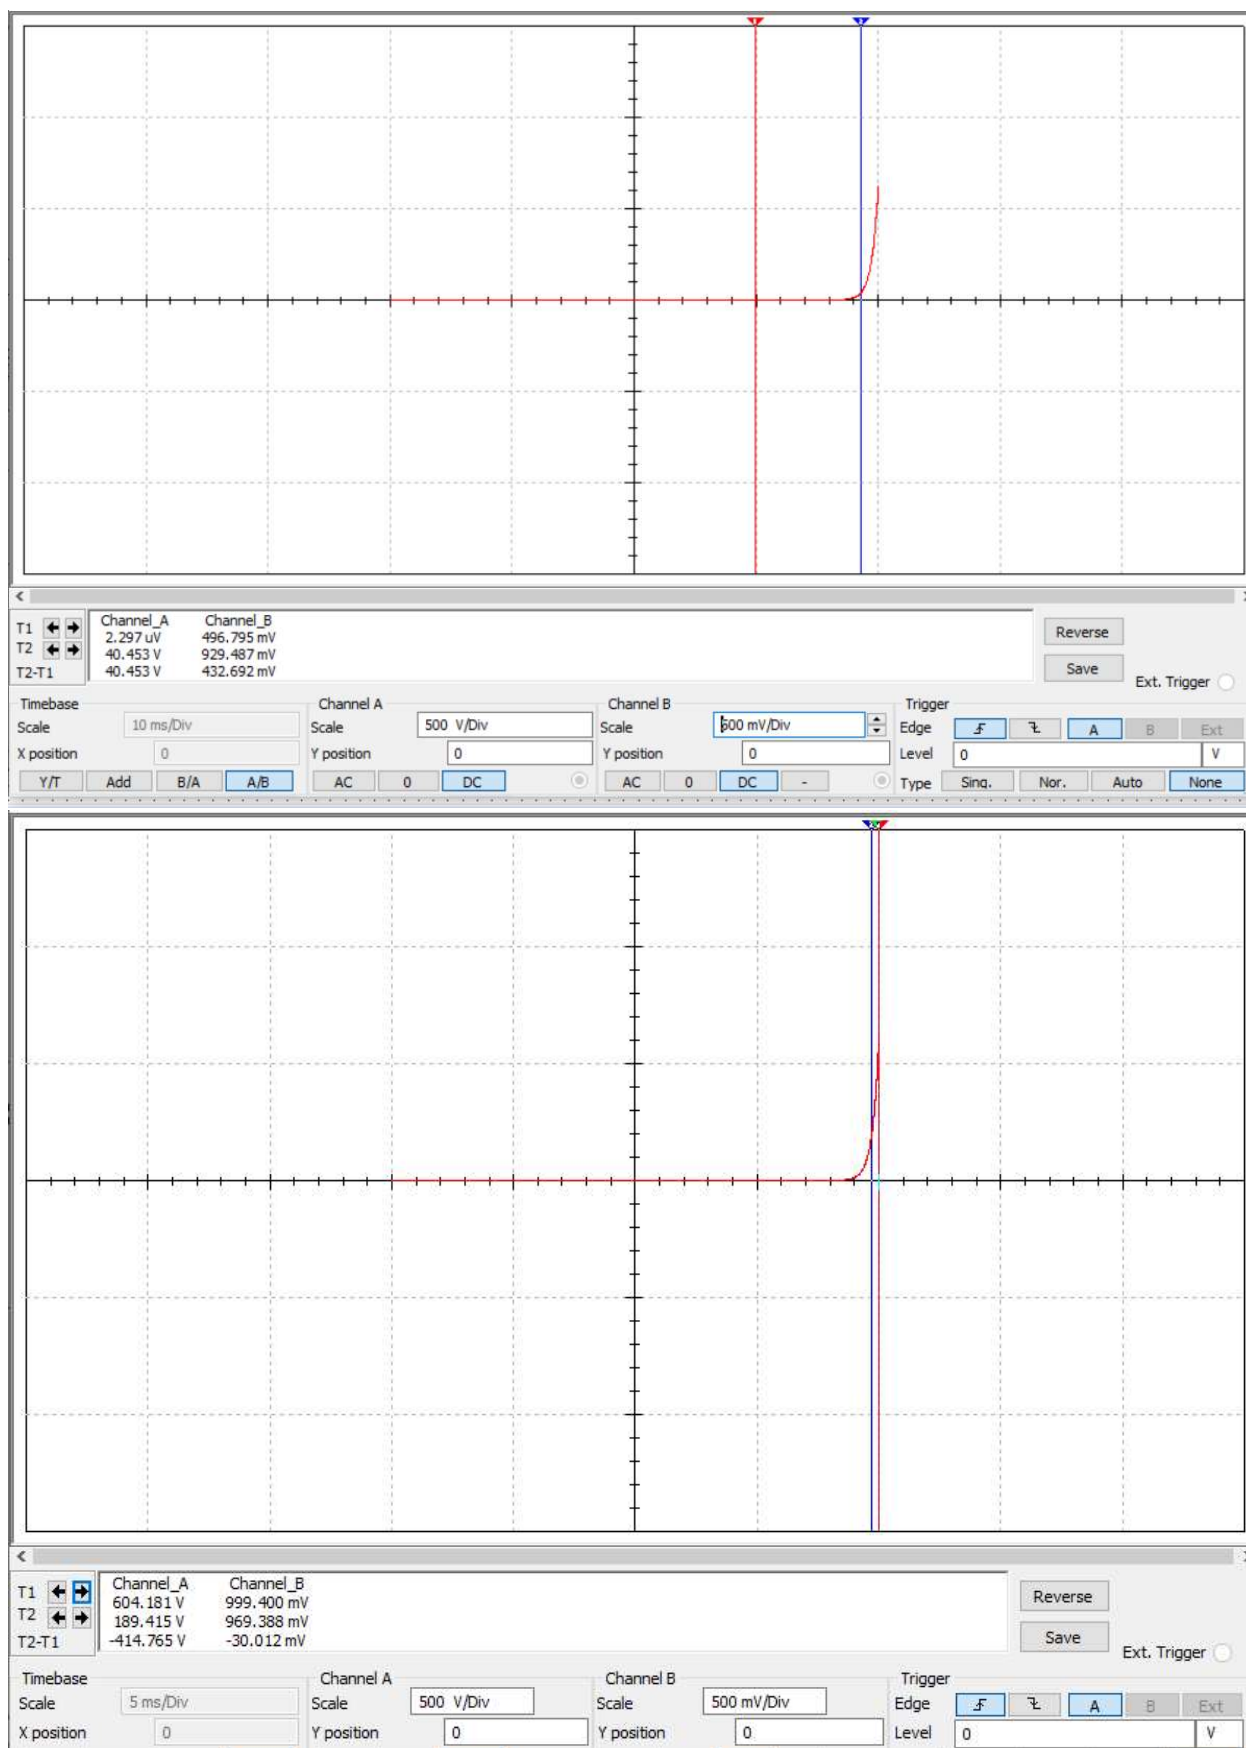 T1 Channel_A Channel_B
2.297 uV 496.795 mV Reverse
T2 40.453 V 929.487 mV
T2-T1 40.453 V 432.692 mV Save
Ext. Trigger
Timebase Channel A Channel B Trigger
Scale 10 ms/Div Scale 500 V/Div Scale 500 mV/Div Edge A B Ext
X position 0 Y position 0 Y position 0 Level 0 V
Y/T Add B/A A/B AC 0 DC AC 0 DC - Type Sing. Nor. Auto None
T1 Channel_A Channel_B
604.181 V 999.400 mV Reverse
T2 189.415 V 969.388 mV
T2-T1 -414.765 V -30.012 mV Save
Ext. Trigger
Timebase Channel A Channel B Trigger
Scale 5 ms/Div Scale 500 V/Div Scale 500 mV/Div Edge A B Ext
X position 0 Y position 0 Y position 0 Level 0 V